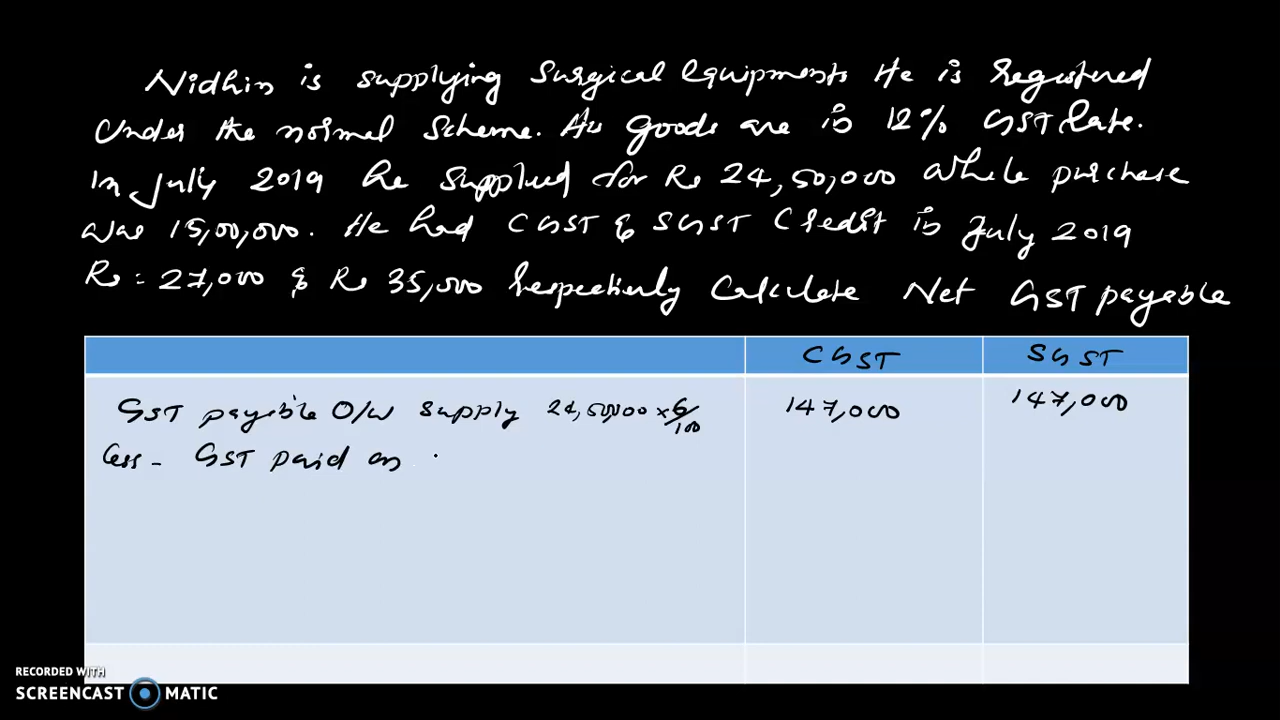 Nidhin is supplying Surgical Equipments He is registered
Under the normal Scheme. His goods are in 12% GST Rate.
In July 2019 he supplied for Rs 24,50,000 Whole purchase
was 15,00,000. He had CGST & SGST Credit in July 2019
Rs = 27,000 & Rs 35,000 respectively Calculate Net GST payable
CGST SGST
GST payable O/W supply 24,50,000 x 6/100 147,000 147,000
Less - GST paid on
RECORDED WITH
SCREENCAST MATIC